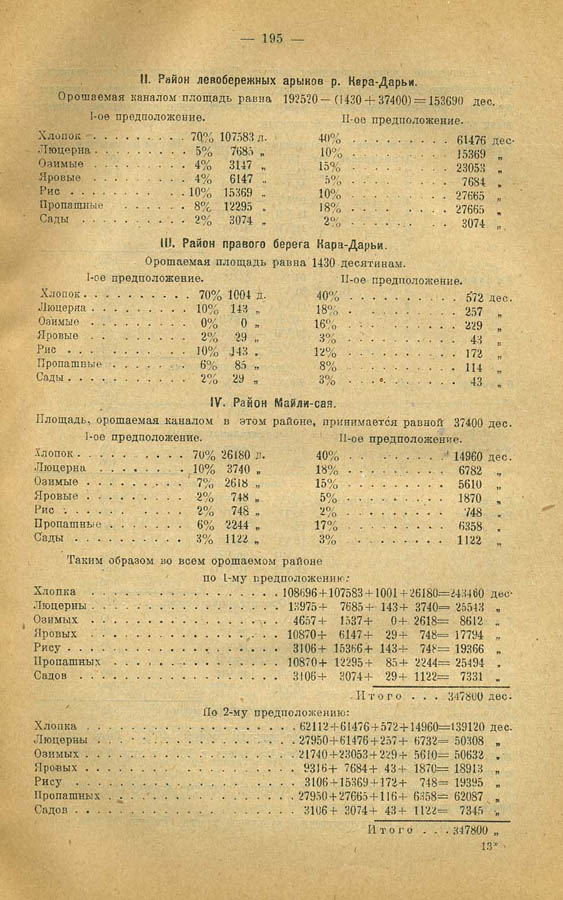 — 195 —
II. Район левобережных арыков р. Кара-Дарьи.
Орошаемая каналом площадь равна 192520 — (1430 + 37400) = 153690 дес.
I-ое предположение. II-ое предположение.
Хлопок . . . . . . . . . 70% 107583 д. 40% . . . . . . . . . 61476 дес.
Люцерна . . . . . . . . . 5% 7685 „ 10% . . . . . . . . . 15369 „
Озимые . . . . . . . . . 4% 3147 „ 15% . . . . . . . . . 23053 „
Яровые . . . . . . . . . 4% 6147 „ 5% . . . . . . . . . 7684 „
Рис . . . . . . . . . 10% 15369 „ 10% . . . . . . . . . 27665 „
Пропашные . . . . . . . 8% 12295 „ 18% . . . . . . . . . 27665 „
Сады . . . . . . . . . 2% 3074 „ 2% . . . . . . . . . 3074 „
III. Район правого берега Кара-Дарьи.
Орошаемая площадь равна 1430 десятинам.
I-ое предположение. II-ое предположение.
Хлопок . . . . . . . . . 70% 1004 д. 40% . . . . . . . . . 572 дес.
Люцерна . . . . . . . . . 10% 143 „ 18% . . . . . . . . . 257 „
Озимые . . . . . . . . . 0% 0 „ 16% . . . . . . . . . 229 „
Яровые . . . . . . . . . 2% 29 „ 3% . . . . . . . . . 43 „
Рис . . . . . . . . . 10% 143 „ 12% . . . . . . . . . 172 „
Пропашные . . . . . . . 6% 85 „ 8% . . . . . . . . . 114 „
Сады . . . . . . . . . 2% 29 „ 3% . . . . . . . . . 43 „
IV. Район Майли-сая.
Площадь, орошаемая каналом в этом районе, принимается равной 37400 дес.
I-ое предположение. II-ое предположение.
Хлопок . . . . . . . . . 70% 26180 д. 40% . . . . . . . . . 14960 дес.
Люцерна . . . . . . . . . 10% 3740 „ 18% . . . . . . . . . 6782 „
Озимые . . . . . . . . . 7% 2618 „ 15% . . . . . . . . . 5610 „
Яровые . . . . . . . . . 2% 748 „ 5% . . . . . . . . . 1870 „
Рис . . . . . . . . . 2% 748 „ 2% . . . . . . . . . 748 „
Пропашные . . . . . . . 6% 2244 „ 17% . . . . . . . . . 6358 „
Сады . . . . . . . . . 3% 1122 „ 3% . . . . . . . . . 1122 „
Таким образом во всем орошаемом районе
по 1-му предположению:
Хлопка . . . . . . . . . 108696 + 107583 + 1001 + 26180 = 243460 дес.
Люцерны . . . . . . . . . 13975 + 7685 + 143 + 3740 = 25543 „
Озимых . . . . . . . . . 4657 + 1537 + 0 + 2618 = 8612 „
Яровых . . . . . . . . . 10870 + 6147 + 29 + 748 = 17794 „
Рису . . . . . . . . . 3106 + 15366 + 143 + 748 = 19366 „
Пропашных . . . . . . . . . 10870 + 12295 + 85 + 2244 = 25494 „
Садов . . . . . . . . . 3106 + 3074 + 29 + 1122 = 7331 „
Итого . . . 347800 дес.
По 2-му предположению:
Хлопка . . . . . . . . . 62112 + 61476 + 572 + 14960 = 139120 дес.
Люцерны . . . . . . . . . 27950 + 61476 + 257 + 6732 = 50308 „
Озимых . . . . . . . . . 21740 + 23053 + 229 + 5610 = 50632 „
Яровых . . . . . . . . . 9316 + 7684 + 43 + 1870 = 18913 „
Рису . . . . . . . . . 3106 + 15369 + 172 + 748 = 19395 „
Пропашных . . . . . . . . . 27950 + 27665 + 116 + 6358 = 62087 „
Садов . . . . . . . . . 3106 + 3074 + 43 + 1122 = 7345 „
Итого . . . 347800 „
13*